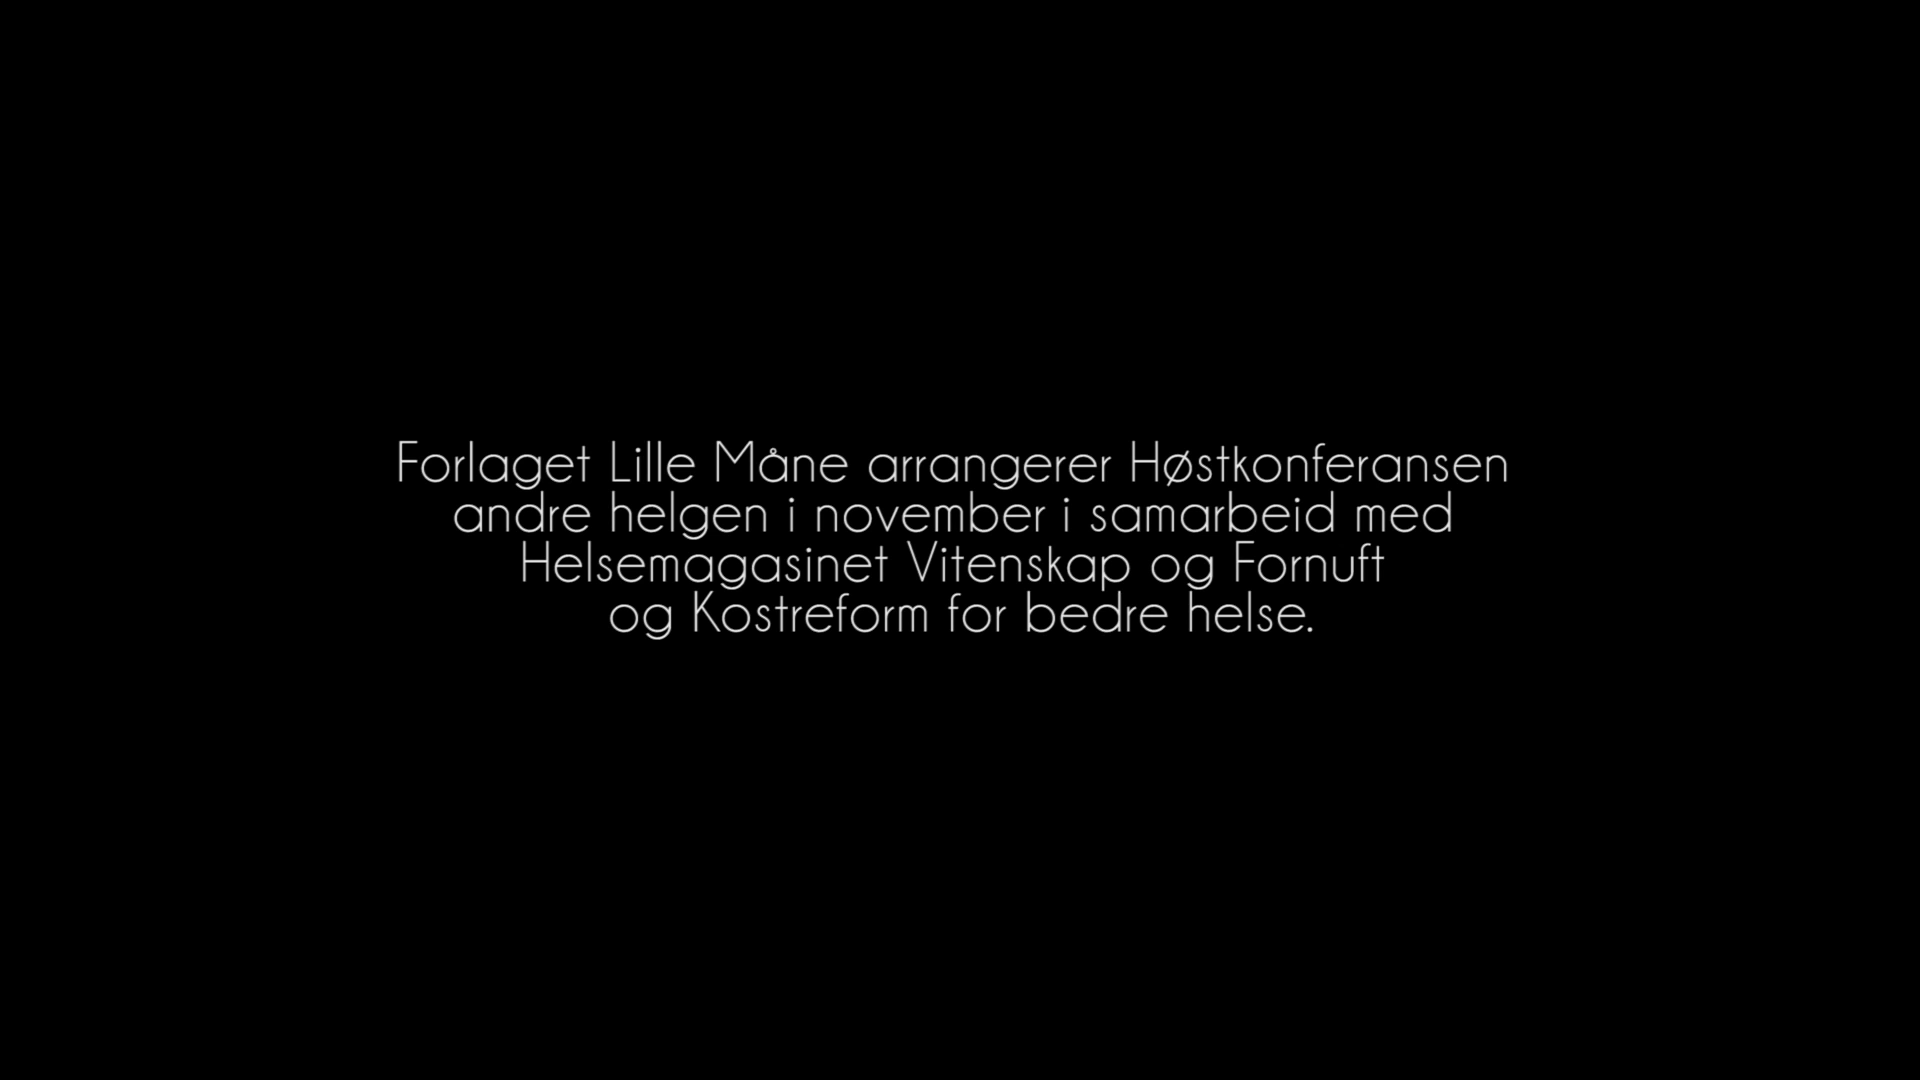 Forlaget Lille Måne arrangerer Høstkonferansen
andre helgen i november i samarbeid med
Helsemagasinet Vitenskap og Fornuft
og Kostreform for bedre helse.